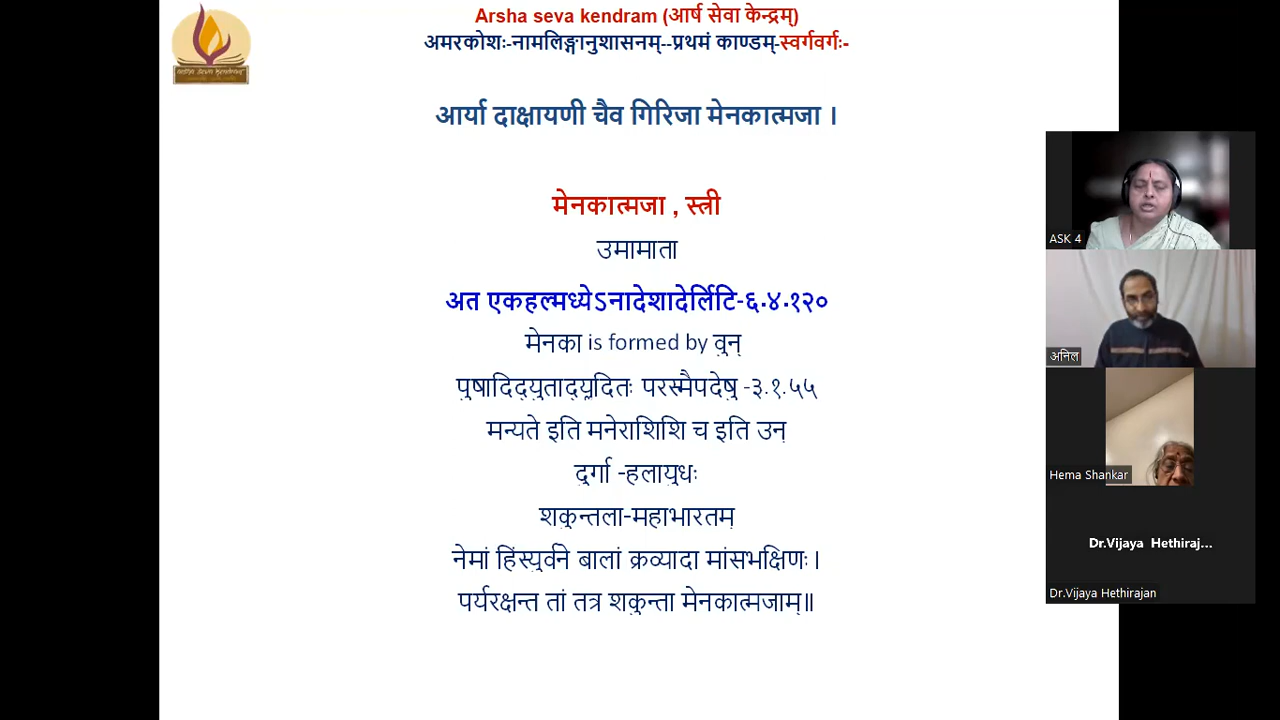 Arsha seva kendram (आर्ष सेवा केन्द्रम्)
अमरकोशः-नामलिङ्गानुशासनम्--प्रथमं काण्डम्-स्वर्गवर्गः-
आर्या दाक्षायणी चैव गिरिजा मेनकात्मजा ।
मेनकात्मजा , स्त्री
उमामाता
अत एकहल्मध्येऽनादेशादेर्लिटि-६.४.१२०
मेनका is formed by वुन्
पुषादिद्युताद्यॢदितः परस्मैपदेषु -३.१.५५
मन्यते इति मनेराशिशि च इति उन्
दुर्गा -हलायुधः
शकुन्तला-महाभारतम्
नेमां हिंस्युर्वने बालां क्रव्यादा मांसभक्षिणः।
पर्यरक्षन्त तां तत्र शकुन्ता मेनकात्मजाम्॥
ASK 4
अनिल
Hema Shankar
Dr.Vijaya Hethiraj...
Dr.Vijaya Hethirajan